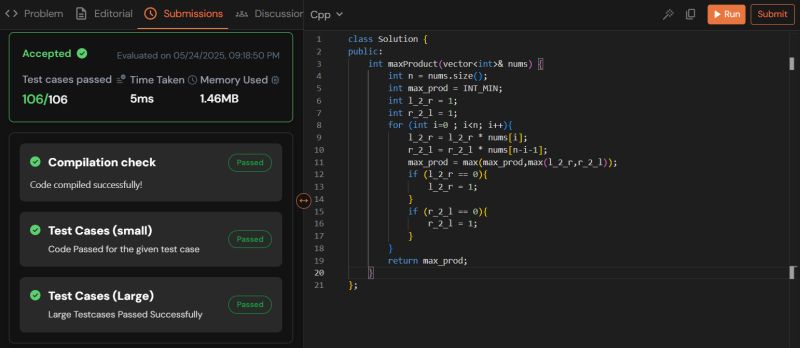 <> Problem Editorial Submissions Discussion
Accepted Evaluated on 05/24/2025, 09:18:50 PM
Test cases passed Time Taken Memory Used
106/106 5ms 1.46MB
Compilation check Passed
Code compiled successfully!
Test Cases (small) Passed
Code Passed for the given test case
Test Cases (Large) Passed
Large Testcases Passed Successfully
Cpp Run Submit
1 class Solution {
2 public:
3 int maxProduct(vector<int>& nums) {
4 int n = nums.size();
5 int max_prod = INT_MIN;
6 int l_2_r = 1;
7 int r_2_l = 1;
8 for (int i=0 ; i<n; i++){
9 l_2_r = l_2_r * nums[i];
10 r_2_l = r_2_l * nums[n-i-1];
11 max_prod = max(max_prod,max(l_2_r,r_2_l));
12 if (l_2_r == 0){
13 l_2_r = 1;
14 }
15 if (r_2_l == 0){
16 r_2_l = 1;
17 }
18 }
19 return max_prod;
20 }
21 };